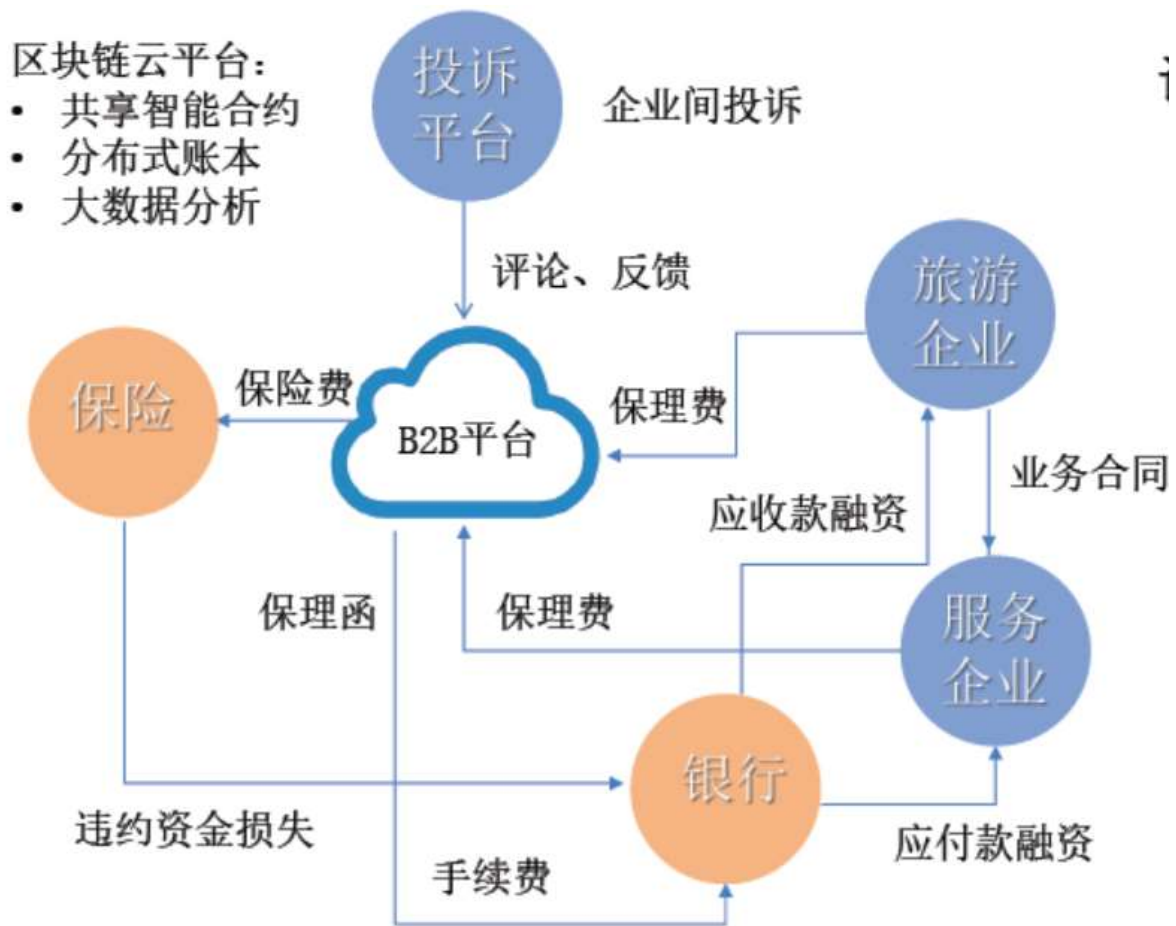 区块链云平台：
• 共享智能合约
• 分布式账本
• 大数据分析
投诉
平台
企业间投诉
评论、反馈
旅游
企业
保险
保险费
B2B平台
保理费
应收款融资
业务合同
保理函
保理费
服务
企业
银行
违约资金损失
应付款融资
手续费